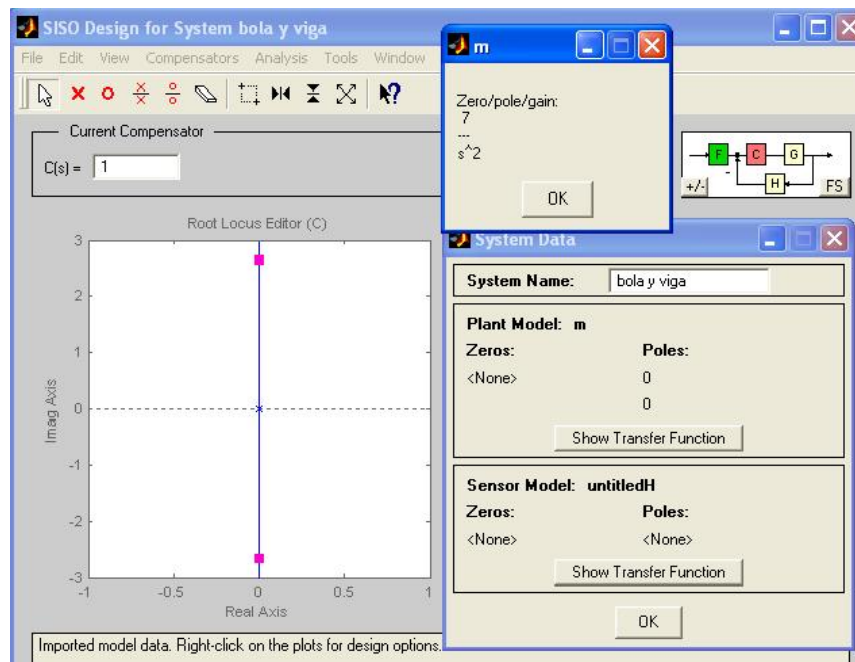 SISO Design for System bola y viga
File Edit View Compensators Analysis Tools Window
Current Compensator
C(s) = 1
Root Locus Editor (C)
3
2
1
0
-1
-2
-3
Imag Axis
-1 -0.5 0 0.5 1
Real Axis
Imported model data. Right-click on the plots for design options.
m
Zero/pole/gain:
7
---
s^2
OK
F C G
H
+/- FS
System Data
System Name: bola y viga
Plant Model: m
Zeros: Poles:
<None> 0
0
Show Transfer Function
Sensor Model: untitledH
Zeros: Poles:
<None> <None>
Show Transfer Function
OK